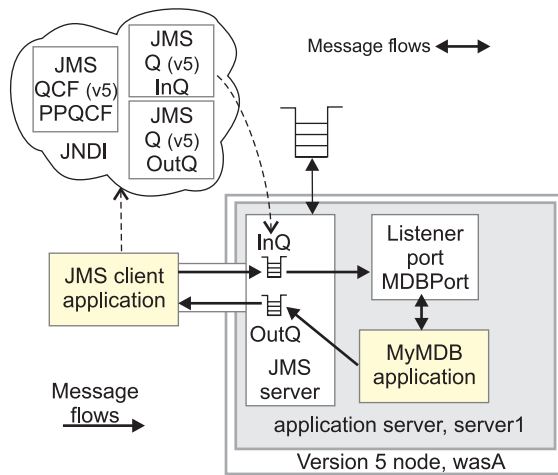 JMS
QCF (v5)
PPQCF
JMS
Q (v5)
InQ
JMS
Q (v5)
OutQ
JNDI
Message flows
InQ
OutQ
JMS
server
Listener
port
MDBPort
JMS client
application
MyMDB
application
Message
flows
application server, server1
Version 5 node, wasA